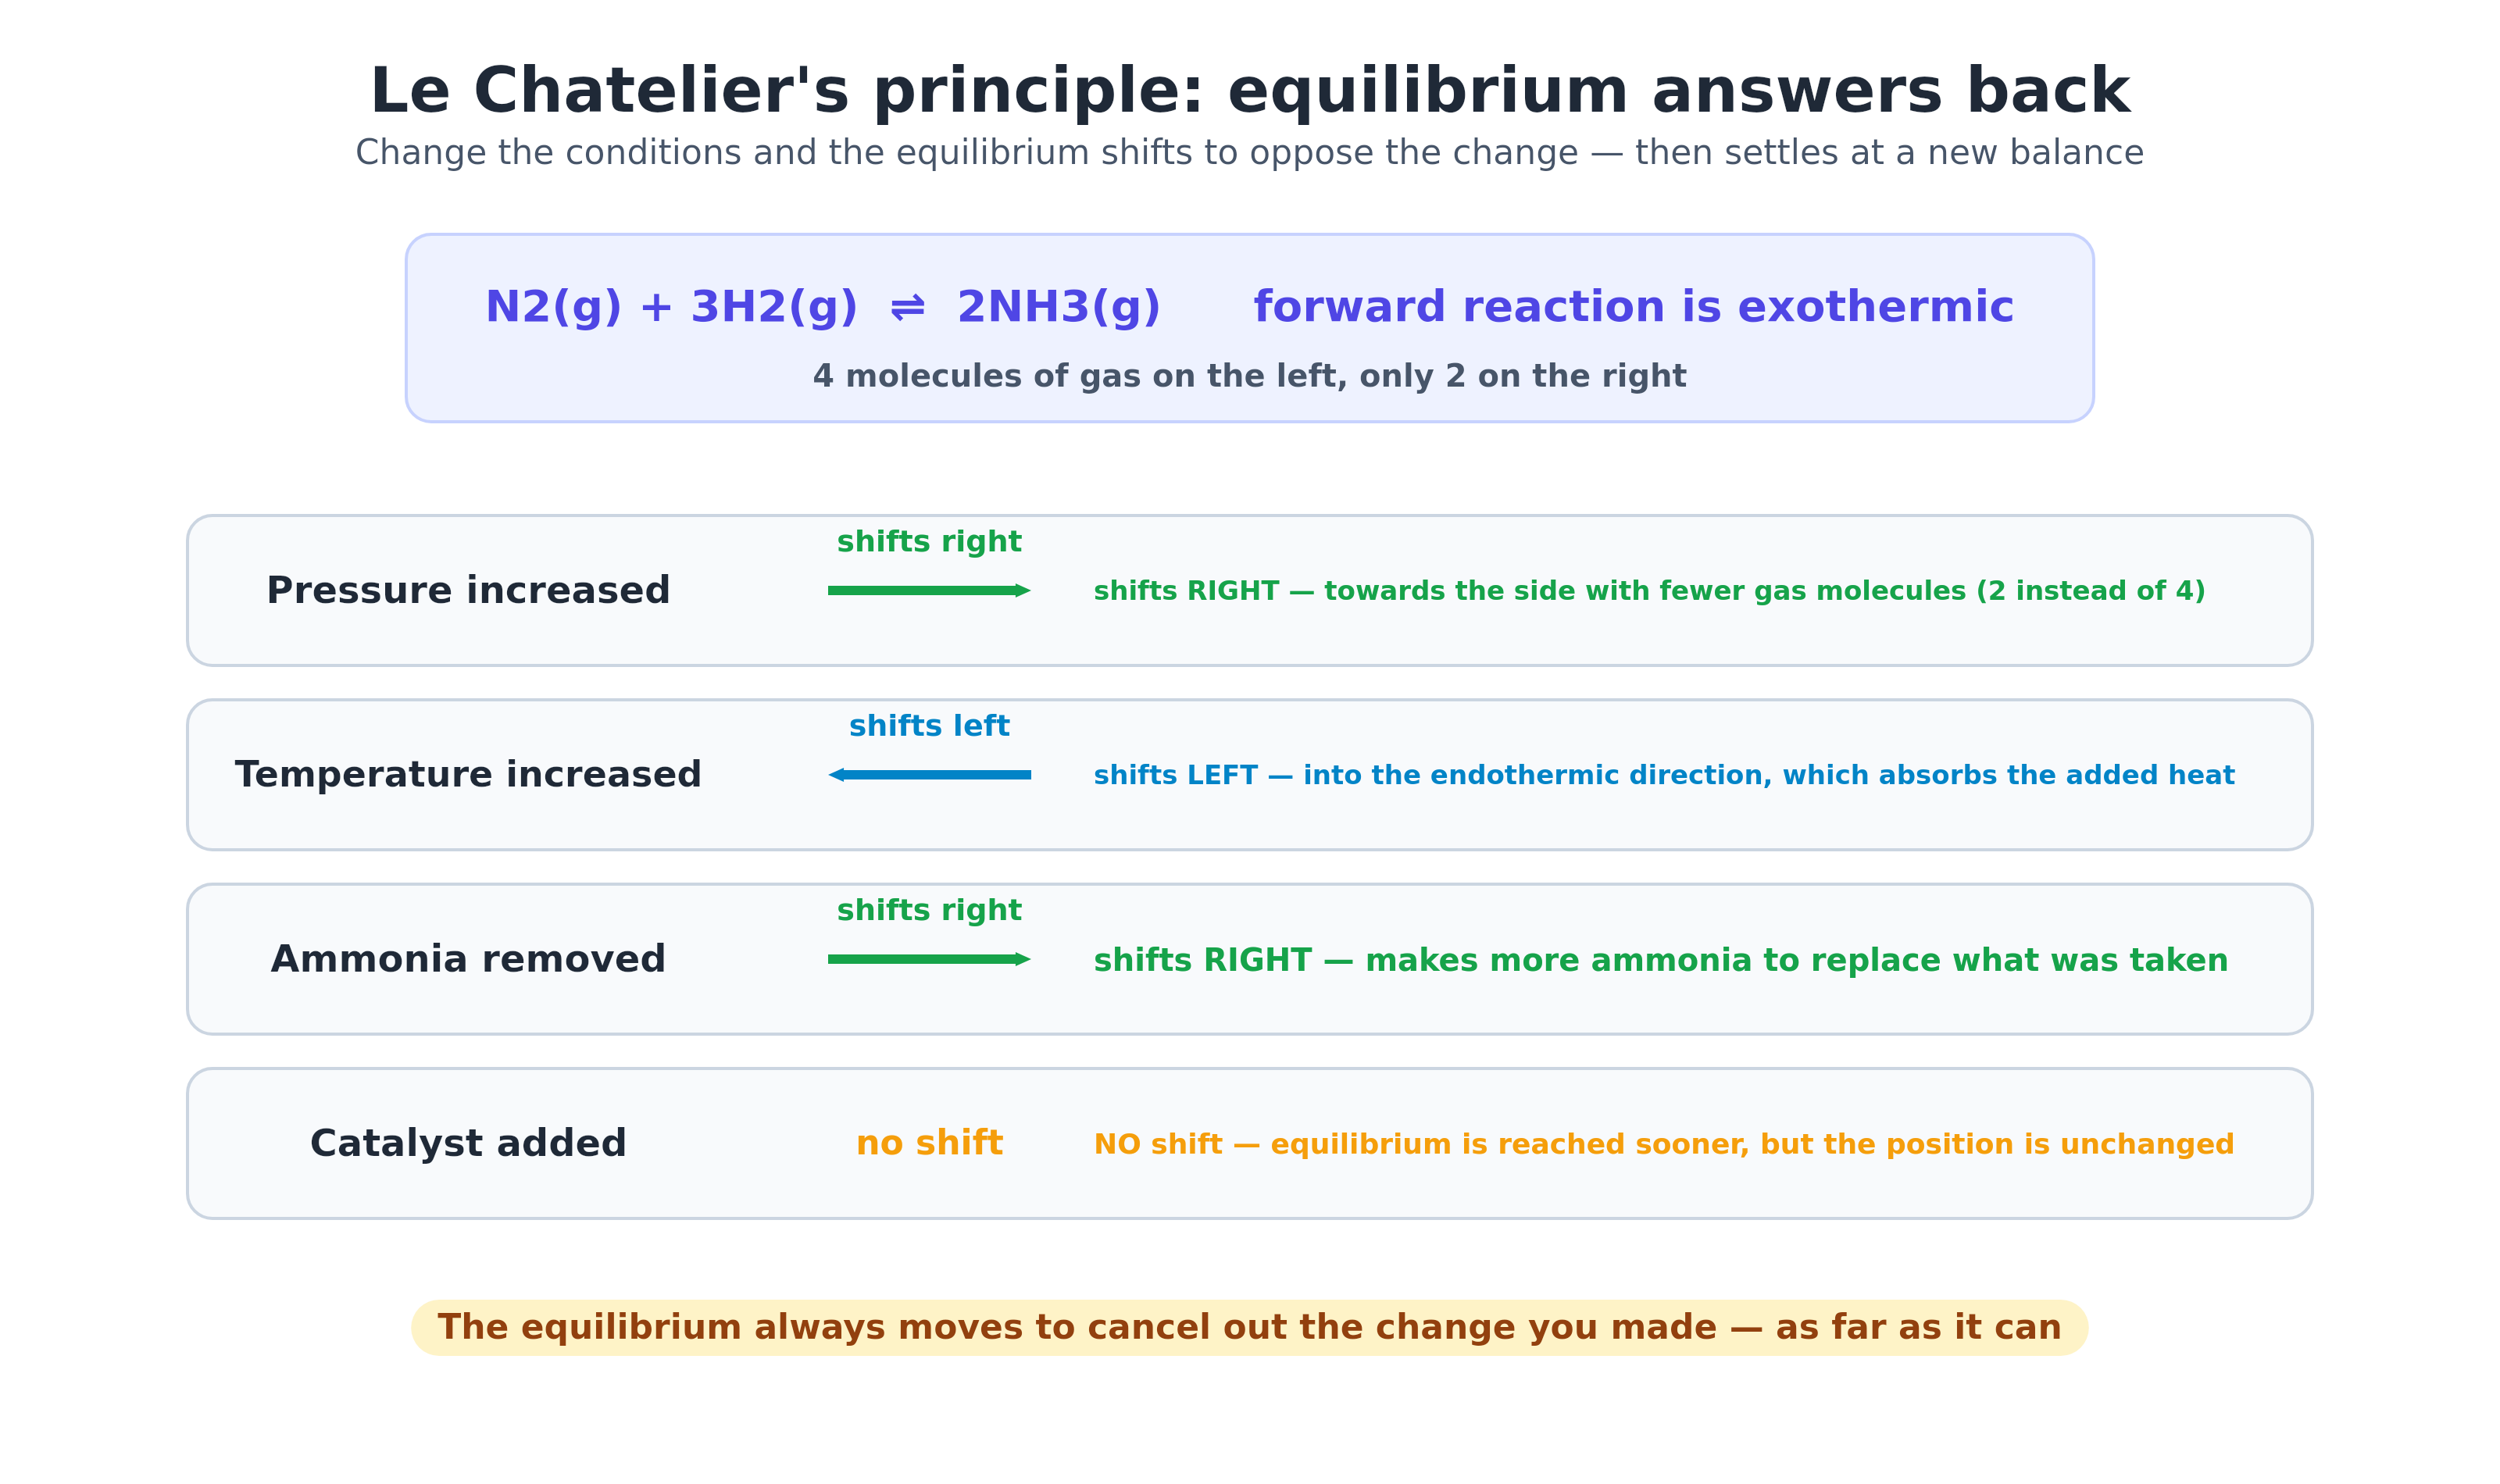 Le Chatelier's principle: equilibrium answers back
Change the conditions and the equilibrium shifts to oppose the change — then settles at a new balance
N2(g) + 3H2(g) ⇌ 2NH3(g) forward reaction is exothermic
4 molecules of gas on the left, only 2 on the right
shifts right
Pressure increased
shifts RIGHT — towards the side with fewer gas molecules (2 instead of 4)
shifts left
Temperature increased
shifts LEFT — into the endothermic direction, which absorbs the added heat
shifts right
Ammonia removed
shifts RIGHT — makes more ammonia to replace what was taken
Catalyst added
no shift
NO shift — equilibrium is reached sooner, but the position is unchanged
The equilibrium always moves to cancel out the change you made — as far as it can